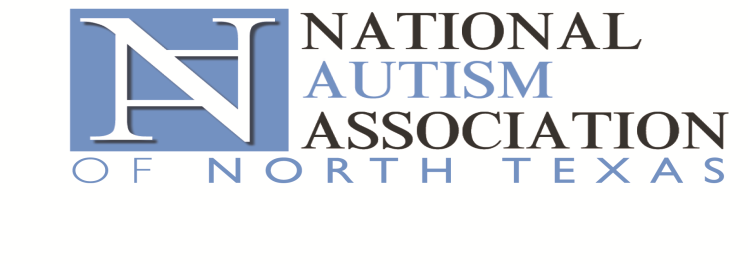 NATIONAL
AUTISM
ASSOCIATION
OF NORTH TEXAS